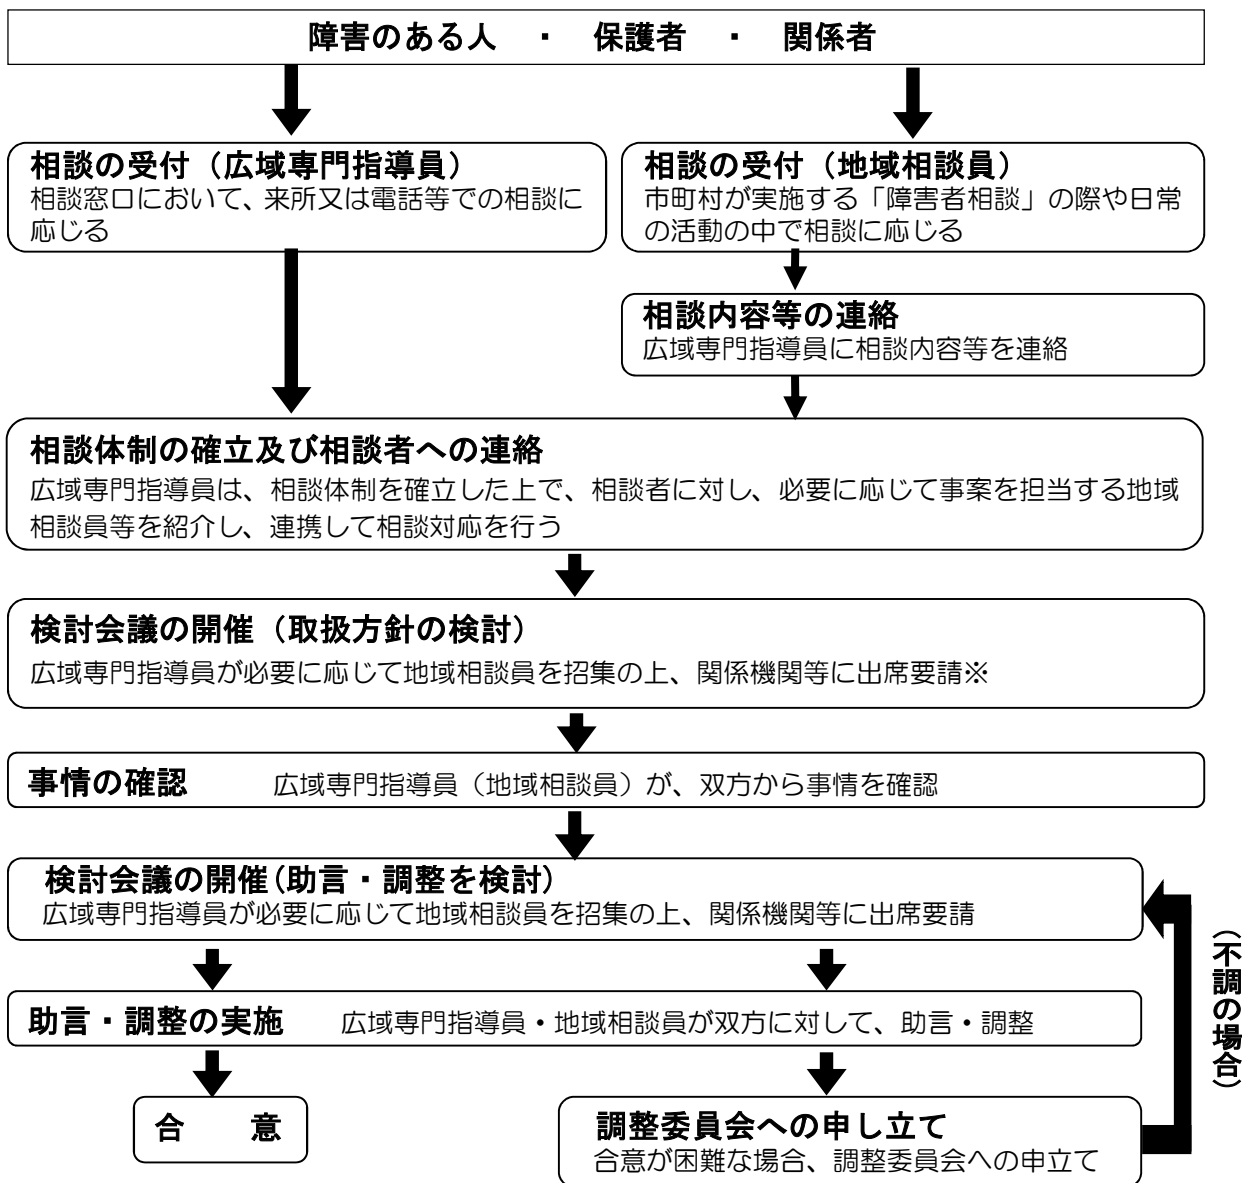 障害のある人 ・ 保護者 ・ 関係者
相談の受付（広域専門指導員）
相談窓口において、来所又は電話等での相談に
応じる
相談の受付（地域相談員）
市町村が実施する「障害者相談」の際や日常
の活動の中で相談に応じる
相談内容等の連絡
広域専門指導員に相談内容等を連絡
相談体制の確立及び相談者への連絡
広域専門指導員は、相談体制を確立した上で、相談者に対し、必要に応じて事案を担当する地域
相談員等を紹介し、連携して相談対応を行う
検討会議の開催（取扱方針の検討）
広域専門指導員が必要に応じて地域相談員を招集の上、関係機関等に出席要請※
事情の確認 広域専門指導員（地域相談員）が、双方から事情を確認
検討会議の開催(助言・調整を検討)
広域専門指導員が必要に応じて地域相談員を招集の上、関係機関等に出席要請
助言・調整の実施 広域専門指導員・地域相談員が双方に対して、助言・調整
合 意
調整委員会への申し立て
合意が困難な場合、調整委員会への申立て
（不調の場合）